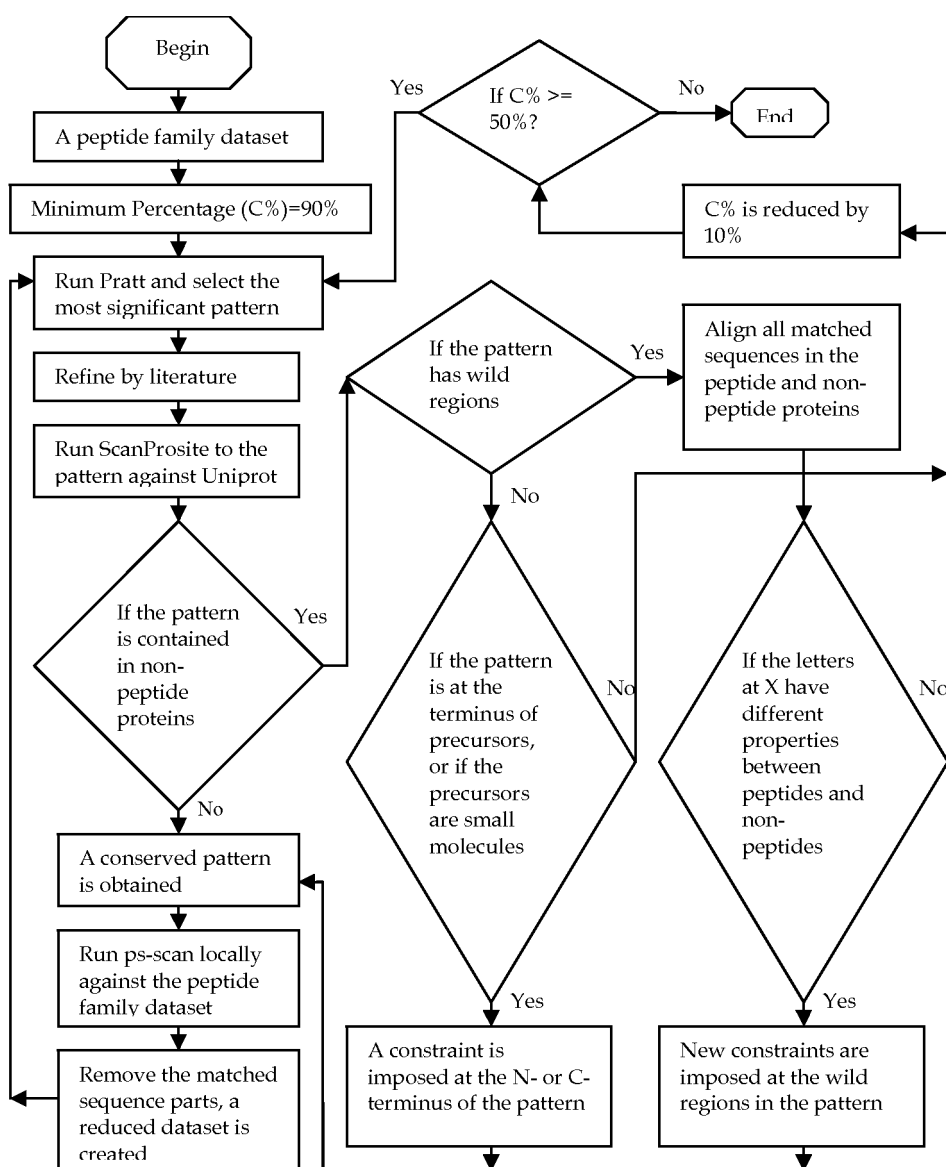 Begin
A peptide family dataset
Minimum Percentage (C%)=90%
Run Pratt and select the
most significant pattern
Refine by literature
Run ScanProsite to the
pattern against Uniprot
If the pattern
is contained
in non-
peptide
proteins
Yes
No
A conserved pattern
is obtained
Run ps-scan locally
against the peptide
family dataset
Remove the matched
sequence parts, a
reduced dataset is
created
Yes
If C% >=
50%?
No
End
C% is reduced by
10%
If the pattern
has wild
regions
Yes
No
Align all matched
sequences in the
peptide and non-
peptide proteins
If the pattern
is at the
terminus of
precursors,
or if the
precursors
are small
molecules
No
Yes
A constraint is
imposed at the N- or C-
terminus of the pattern
If the letters
at X have
different
properties
between
peptides and
non-
peptides
No
Yes
New constraints are
imposed at the wild
regions in the pattern